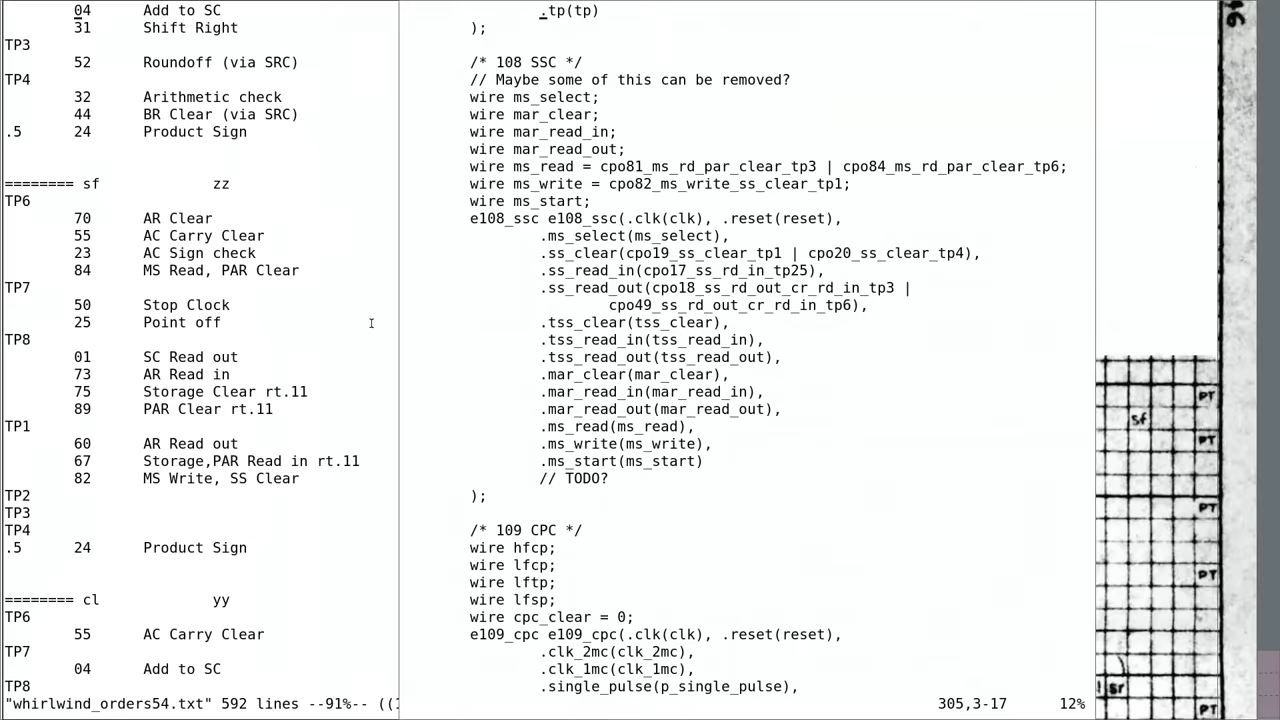 04 Add to SC
31 Shift Right
TP3
52 Roundoff (via SRC)
TP4
32 Arithmetic check
44 BR Clear (via SRC)
.5 24 Product Sign
======== sf zz
TP6
70 AR Clear
55 AC Carry Clear
23 AC Sign check
84 MS Read, PAR Clear
TP7
50 Stop Clock
25 Point off
TP8
01 SC Read out
73 AR Read in
75 Storage Clear rt.11
89 PAR Clear rt.11
TP1
60 AR Read out
67 Storage,PAR Read in rt.11
82 MS Write, SS Clear
TP2
TP3
TP4
.5 24 Product Sign
======== cl yy
TP6
55 AC Carry Clear
TP7
04 Add to SC
TP8
"whirlwind_orders54.txt" 592 lines --91%-- ((1
.tp(tp)
);
/* 108 SSC */
// Maybe some of this can be removed?
wire ms_select;
wire mar_clear;
wire mar_read_in;
wire mar_read_out;
wire ms_read = cpo81_ms_rd_par_clear_tp3 | cpo84_ms_rd_par_clear_tp6;
wire ms_write = cpo82_ms_write_ss_clear_tp1;
wire ms_start;
e108_ssc e108_ssc(.clk(clk), .reset(reset),
.ms_select(ms_select),
.ss_clear(cpo19_ss_clear_tp1 | cpo20_ss_clear_tp4),
.ss_read_in(cpo17_ss_rd_in_tp25),
.ss_read_out(cpo18_ss_rd_out_cr_rd_in_tp3 |
cpo49_ss_rd_out_cr_rd_in_tp6),
.tss_clear(tss_clear),
.tss_read_in(tss_read_in),
.tss_read_out(tss_read_out),
.mar_clear(mar_clear),
.mar_read_in(mar_read_in),
.mar_read_out(mar_read_out),
.ms_read(ms_read),
.ms_write(ms_write),
.ms_start(ms_start)
// TODO?
);
/* 109 CPC */
wire hfcp;
wire lfcp;
wire lftp;
wire lfsp;
wire cpc_clear = 0;
e109_cpc e109_cpc(.clk(clk), .reset(reset),
.clk_2mc(clk_2mc),
.clk_1mc(clk_1mc),
.single_pulse(p_single_pulse),
305,3-17 12%
PT
sf
PT
PT
PT
sr
PT